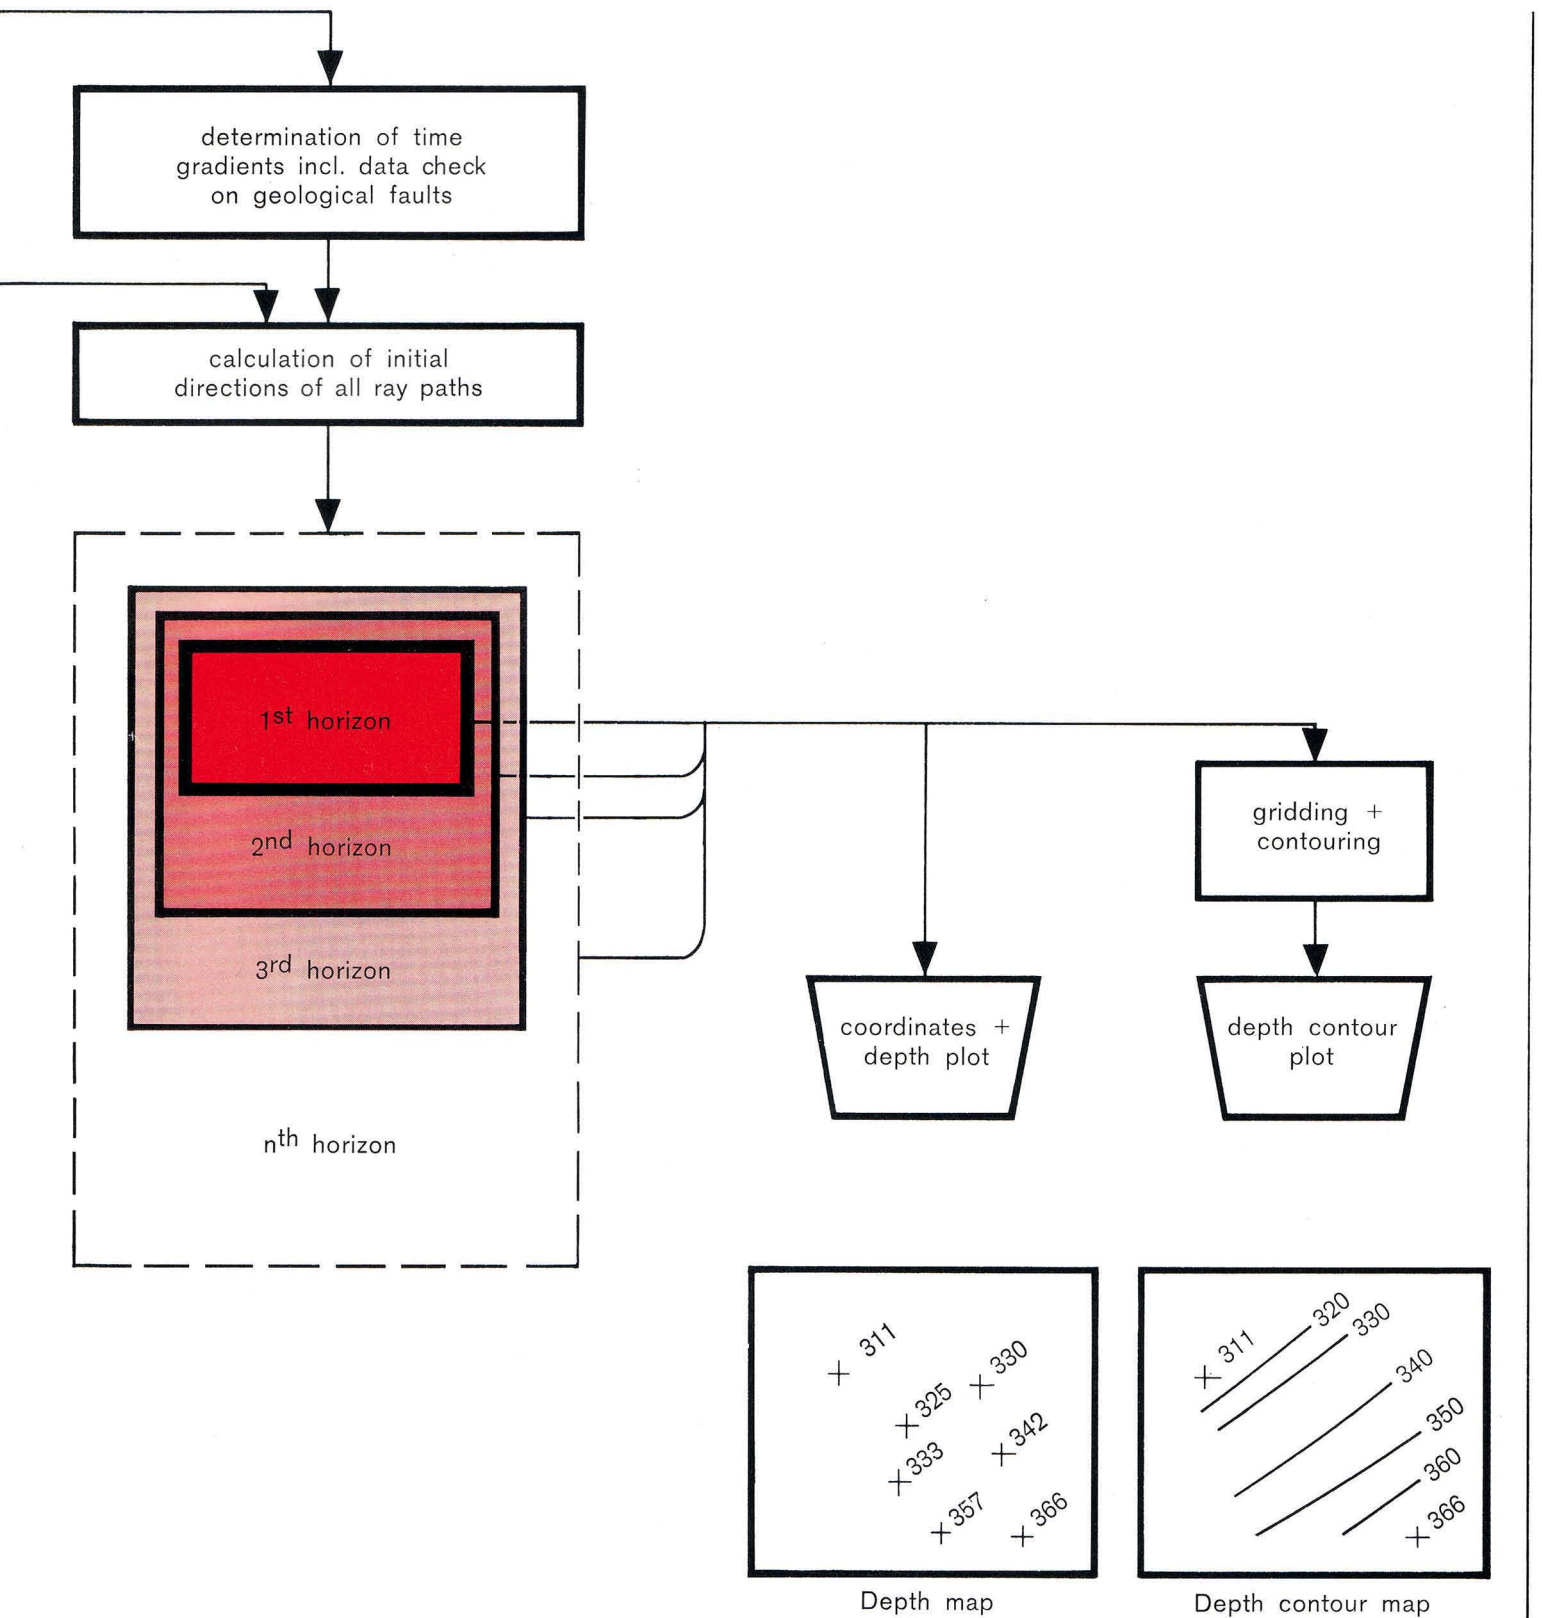 determination of time
gradients incl. data check
on geological faults
calculation of initial
directions of all ray paths
1st horizon
2nd horizon
3rd horizon
nth horizon
gridding +
contouring
coordinates +
depth plot
depth contour
plot
311
330
325
342
333
357
366
Depth map
311
320
330
340
350
360
366
Depth contour map